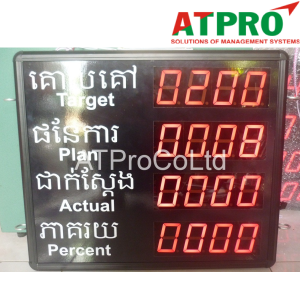 ATPRO
SOLUTIONS OF MANAGEMENT SYSTEMS
គោលដៅ
Target
0200
ផនែការ
Plan
0008
ATProCoLtd
ជាក់ស្តែង
Actual
0000
ភាគរយ
Percent
0000